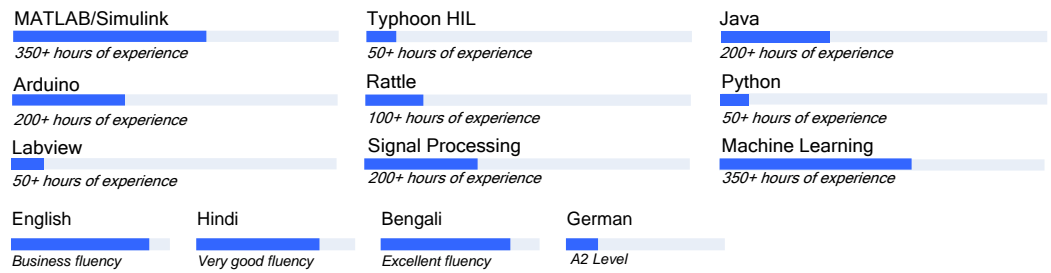 MATLAB/Simulink
350+ hours of experience
Typhoon HIL
50+ hours of experience
Java
200+ hours of experience
Arduino
200+ hours of experience
Rattle
100+ hours of experience
Python
50+ hours of experience
Labview
50+ hours of experience
Signal Processing
200+ hours of experience
Machine Learning
350+ hours of experience
English
Business fluency
Hindi
Very good fluency
Bengali
Excellent fluency
German
A2 Level